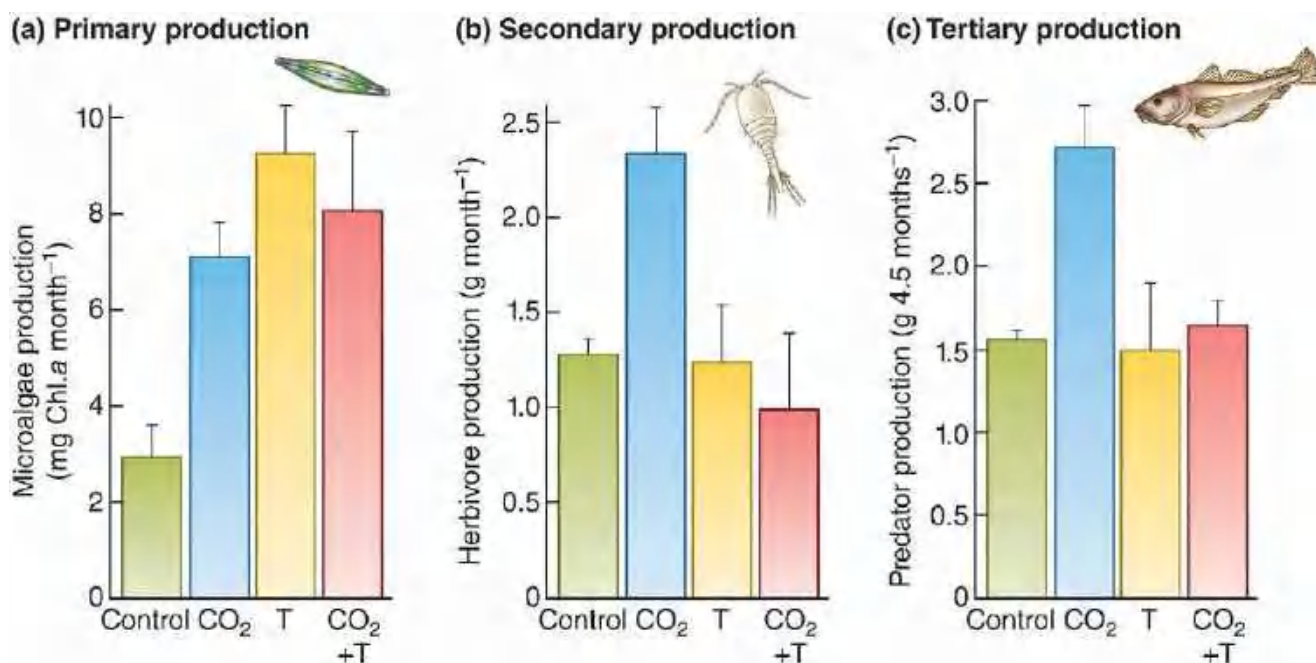 (a) Primary production
Microalgae production
(mg Chl.a month⁻¹)
10
8
6
4
2
0
Control CO₂ T CO₂
+T
(b) Secondary production
Herbivore production (g month⁻¹)
2.5
2.0
1.5
1.0
0.5
0
Control CO₂ T CO₂
+T
(c) Tertiary production
Predator production (g 4.5 months⁻¹)
3.0
2.5
2.0
1.5
1.0
0.5
0
Control CO₂ T CO₂
+T